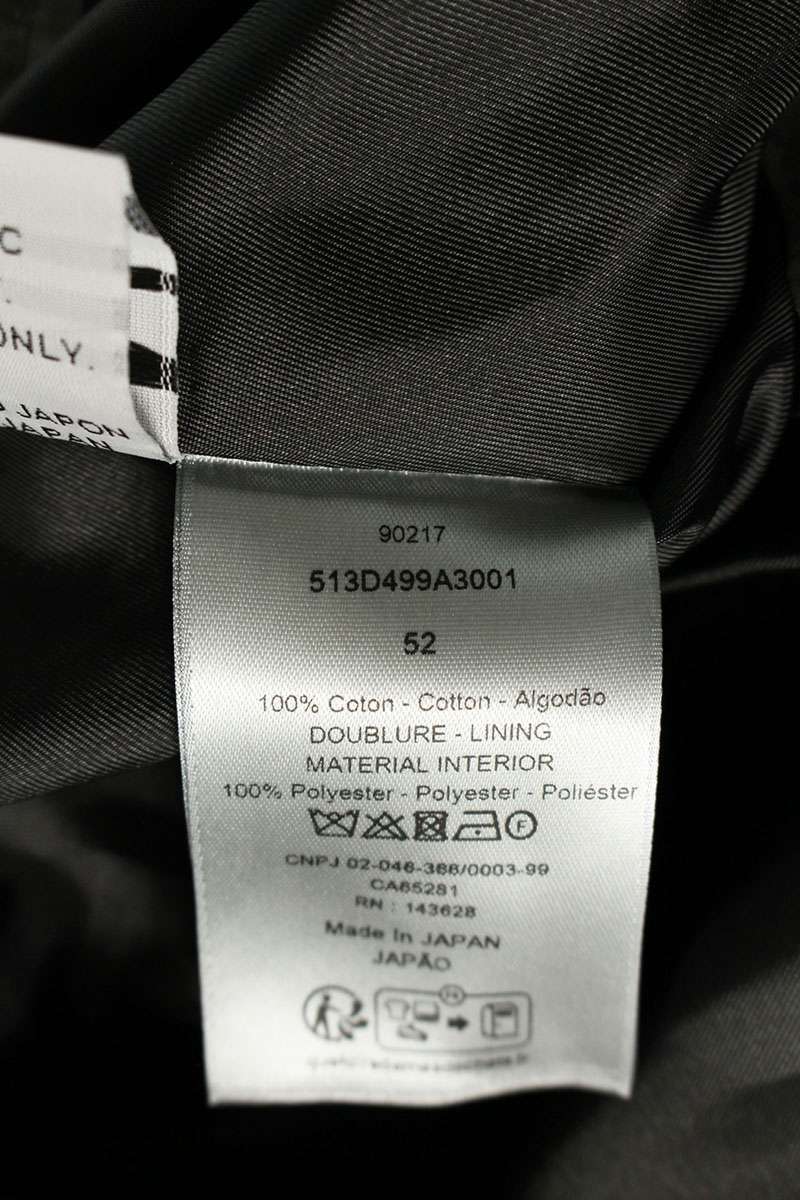 C
ONLY.
JAPON
JAPAN
90217
513D499A3001
52
100% Coton - Cotton - Algodão
DOUBLURE - LINING
MATERIAL INTERIOR
100% Polyester - Polyester - Poliéster
F
CNPJ 02-046-366/0003-99
CA65281
RN : 143628
Made In JAPAN
JAPÃO
FR